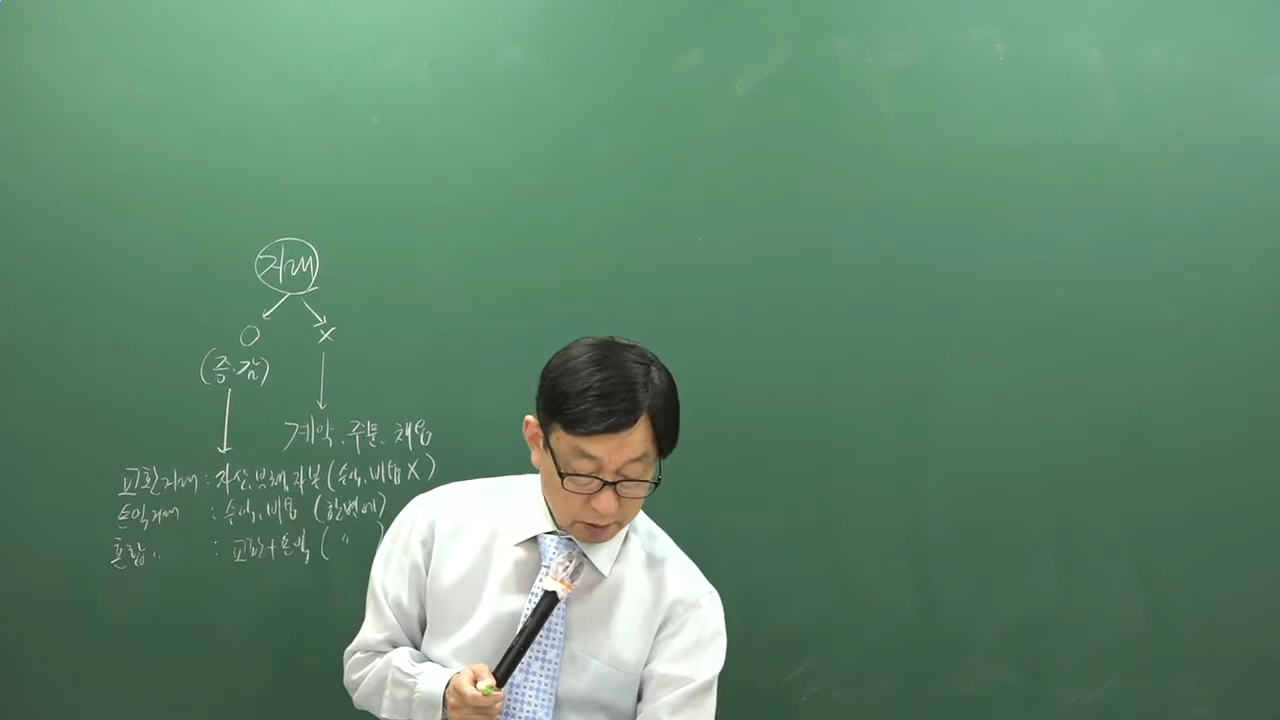 거래
O X
(증·감)
계약, 주문, 채용
교환거래 : 자산, 부채, 자본 (수익, 비용 X)
손익거래 : 수익, 비용 (한변에)
혼합 〃 : 교환 + 손익 ( 〃 )